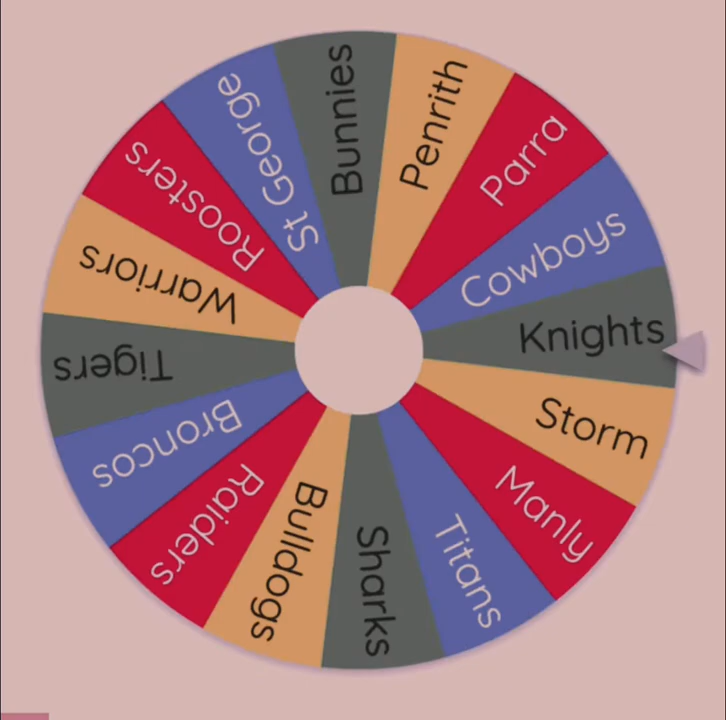 Bunnies
Penrith
Parra
Cowboys
Knights
Storm
Manly
Titans
Sharks
Bulldogs
Raiders
Broncos
Tigers
Warriors
Roosters
St George